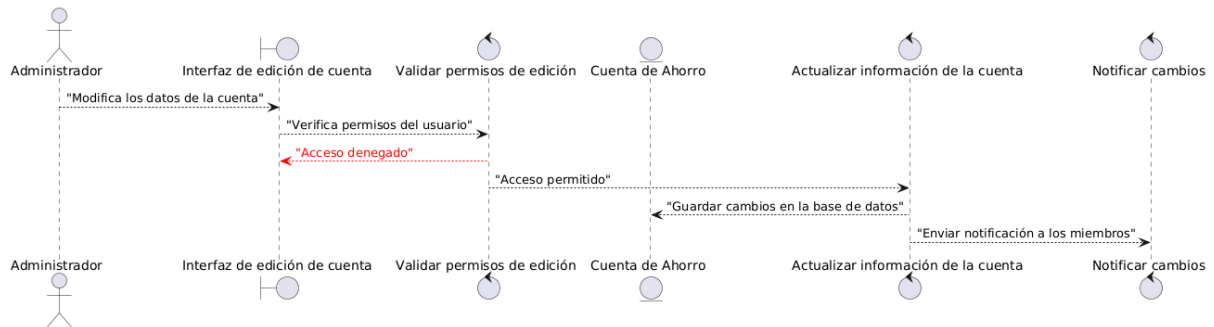 Administrador
Interfaz de edición de cuenta
Validar permisos de edición
Cuenta de Ahorro
Actualizar información de la cuenta
Notificar cambios
"Modifica los datos de la cuenta"
"Verifica permisos del usuario"
"Acceso denegado"
"Acceso permitido"
"Guardar cambios en la base de datos"
"Enviar notificación a los miembros"
Administrador
Interfaz de edición de cuenta
Validar permisos de edición
Cuenta de Ahorro
Actualizar información de la cuenta
Notificar cambios